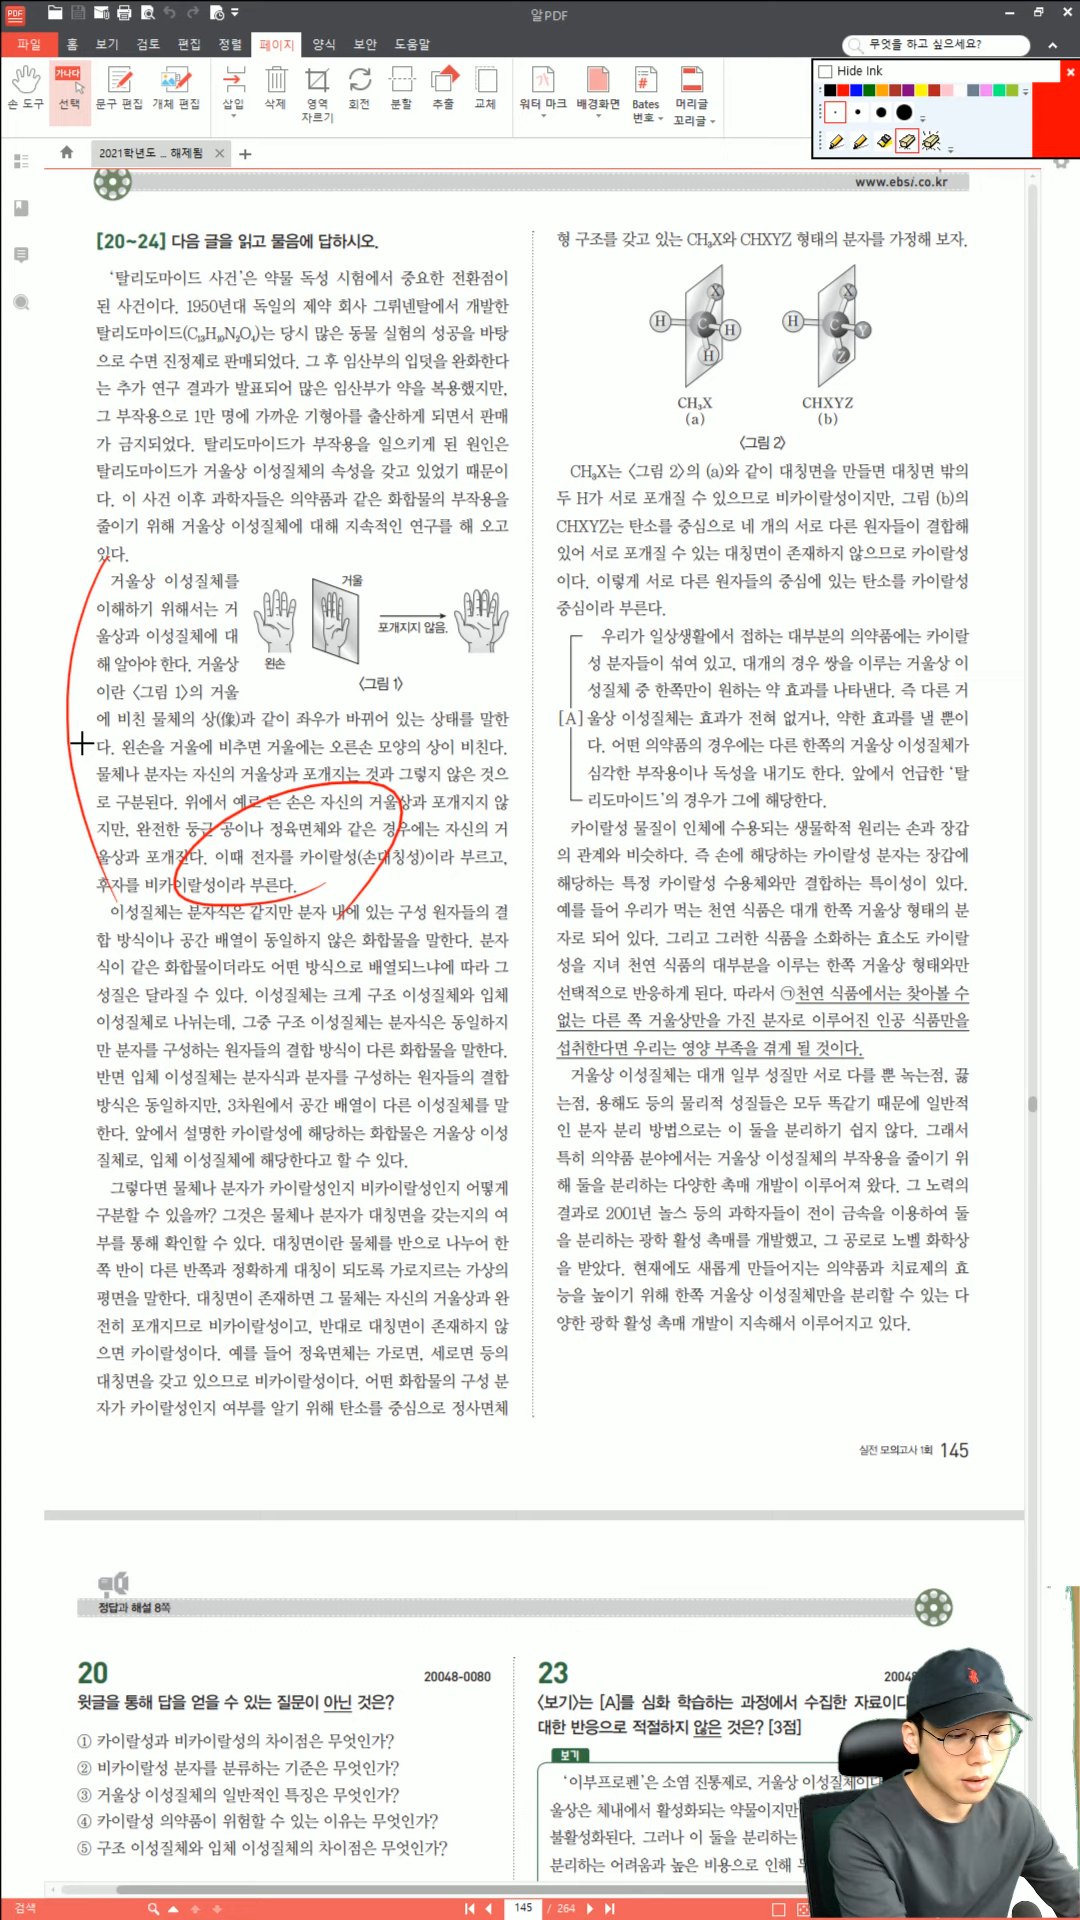 알PDF
파일 홈 보기 검토 편집 정렬 페이지 양식 보안 도움말
무엇을 하고 싶으세요?
Hide Ink
가나다
손 도구 선택 문구 편집 개체 편집 삽입 삭제 영역 자르기 회전 분할 추출 교체 워터 마크 배경화면 Bates 번호 머리글 꼬리글
2021학년도 ... 해제됨
www.ebsi.co.kr
[20~24] 다음 글을 읽고 물음에 답하시오.
‘탈리도마이드 사건’은 약물 독성 시험에서 중요한 전환점이
된 사건이다. 1950년대 독일의 제약 회사 그뤼넨탈에서 개발한
탈리도마이드(C₁₃H₁₀N₂O₄)는 당시 많은 동물 실험의 성공을 바탕
으로 수면 진정제로 판매되었다. 그 후 임산부의 입덧을 완화한다
는 추가 연구 결과가 발표되어 많은 임산부가 약을 복용했지만,
그 부작용으로 1만 명에 가까운 기형아를 출산하게 되면서 판매
가 금지되었다. 탈리도마이드가 부작용을 일으키게 된 원인은
탈리도마이드가 거울상 이성질체의 속성을 갖고 있었기 때문이
다. 이 사건 이후 과학자들은 의약품과 같은 화합물의 부작용을
줄이기 위해 거울상 이성질체에 대해 지속적인 연구를 해 오고
있다.
거울상 이성질체를
이해하기 위해서는 거
울상과 이성질체에 대
해 알아야 한다. 거울상
이란 〈그림 1〉의 거울
거울
포개지지 않음.
왼손
〈그림 1〉
에 비친 물체의 상(像)과 같이 좌우가 바뀌어 있는 상태를 말한
다. 왼손을 거울에 비추면 거울에는 오른손 모양의 상이 비친다.
물체나 분자는 자신의 거울상과 포개지는 것과 그렇지 않은 것으
로 구분된다. 위에서 예로 든 손은 자신의 거울상과 포개지지 않
지만, 완전한 둥근 공이나 정육면체와 같은 경우에는 자신의 거
울상과 포개진다. 이때 전자를 카이랄성(손대칭성)이라 부르고,
후자를 비카이랄성이라 부른다.
이성질체는 분자식은 같지만 분자 내에 있는 구성 원자들의 결
합 방식이나 공간 배열이 동일하지 않은 화합물을 말한다. 분자
식이 같은 화합물이더라도 어떤 방식으로 배열되느냐에 따라 그
성질은 달라질 수 있다. 이성질체는 크게 구조 이성질체와 입체
이성질체로 나뉘는데, 그중 구조 이성질체는 분자식은 동일하지
만 분자를 구성하는 원자들의 결합 방식이 다른 화합물을 말한다.
반면 입체 이성질체는 분자식과 분자를 구성하는 원자들의 결합
방식은 동일하지만, 3차원에서 공간 배열이 다른 이성질체를 말
한다. 앞에서 설명한 카이랄성에 해당하는 화합물은 거울상 이성
질체로, 입체 이성질체에 해당한다고 할 수 있다.
그렇다면 물체나 분자가 카이랄성인지 비카이랄성인지 어떻게
구분할 수 있을까? 그것은 물체나 분자가 대칭면을 갖는지의 여
부를 통해 확인할 수 있다. 대칭면이란 물체를 반으로 나누어 한
쪽 반이 다른 반쪽과 정확하게 대칭이 되도록 가로지르는 가상의
평면을 말한다. 대칭면이 존재하면 그 물체는 자신의 거울상과 완
전히 포개지므로 비카이랄성이고, 반대로 대칭면이 존재하지 않
으면 카이랄성이다. 예를 들어 정육면체는 가로면, 세로면 등의
대칭면을 갖고 있으므로 비카이랄성이다. 어떤 화합물의 구성 분
자가 카이랄성인지 여부를 알기 위해 탄소를 중심으로 정사면체
형 구조를 갖고 있는 CH₃X와 CHXYZ 형태의 분자를 가정해 보자.
X
H C H
H
X
H C Y
Z
CH₃X CHXYZ
(a) (b)
〈그림 2〉
CH₃X는 〈그림 2〉의 (a)와 같이 대칭면을 만들면 대칭면 밖의
두 H가 서로 포개질 수 있으므로 비카이랄성이지만, 그림 (b)의
CHXYZ는 탄소를 중심으로 네 개의 서로 다른 원자들이 결합해
있어 서로 포개질 수 있는 대칭면이 존재하지 않으므로 카이랄성
이다. 이렇게 서로 다른 원자들의 중심에 있는 탄소를 카이랄성
중심이라 부른다.
우리가 일상생활에서 접하는 대부분의 의약품에는 카이랄
성 분자들이 섞여 있고, 대개의 경우 쌍을 이루는 거울상 이
성질체 중 한쪽만이 원하는 약 효과를 나타낸다. 즉 다른 거
[A] 울상 이성질체는 효과가 전혀 없거나, 약한 효과를 낼 뿐이
다. 어떤 의약품의 경우에는 다른 한쪽의 거울상 이성질체가
심각한 부작용이나 독성을 내기도 한다. 앞에서 언급한 ‘탈
리도마이드’의 경우가 그에 해당한다.
카이랄성 물질이 인체에 수용되는 생물학적 원리는 손과 장갑
의 관계와 비슷하다. 즉 손에 해당하는 카이랄성 분자는 장갑에
해당하는 특정 카이랄성 수용체와만 결합하는 특이성이 있다.
예를 들어 우리가 먹는 천연 식품은 대개 한쪽 거울상 형태의 분
자로 되어 있다. 그리고 그러한 식품을 소화하는 효소도 카이랄
성을 지녀 천연 식품의 대부분을 이루는 한쪽 거울상 형태와만
선택적으로 반응하게 된다. 따라서 ㉠천연 식품에서는 찾아볼 수
없는 다른 쪽 거울상만을 가진 분자로 이루어진 인공 식품만을
섭취한다면 우리는 영양 부족을 겪게 될 것이다.
거울상 이성질체는 대개 일부 성질만 서로 다를 뿐 녹는점, 끓
는점, 용해도 등의 물리적 성질들은 모두 똑같기 때문에 일반적
인 분자 분리 방법으로는 이 둘을 분리하기 쉽지 않다. 그래서
특히 의약품 분야에서는 거울상 이성질체의 부작용을 줄이기 위
해 둘을 분리하는 다양한 촉매 개발이 이루어져 왔다. 그 노력의
결과로 2001년 놀스 등의 과학자들이 전이 금속을 이용하여 둘
을 분리하는 광학 활성 촉매를 개발했고, 그 공로로 노벨 화학상
을 받았다. 현재에도 새롭게 만들어지는 의약품과 치료제의 효
능을 높이기 위해 한쪽 거울상 이성질체만을 분리할 수 있는 다
양한 광학 활성 촉매 개발이 지속해서 이루어지고 있다.
실전 모의고사 1회 145
정답과 해설 8쪽
20 20048-0080
윗글을 통해 답을 얻을 수 있는 질문이 아닌 것은?
① 카이랄성과 비카이랄성의 차이점은 무엇인가?
② 비카이랄성 분자를 분류하는 기준은 무엇인가?
③ 거울상 이성질체의 일반적인 특징은 무엇인가?
④ 카이랄성 의약품이 위험할 수 있는 이유는 무엇인가?
⑤ 구조 이성질체와 입체 이성질체의 차이점은 무엇인가?
23 2004
〈보기〉는 [A]를 심화 학습하는 과정에서 수집한 자료이다
대한 반응으로 적절하지 않은 것은? [3점]
보기
‘이부프로펜’은 소염 진통제로, 거울상 이성질체이다
울상은 체내에서 활성화되는 약물이지만
불활성화된다. 그러나 이 둘을 분리하는
분리하는 어려움과 높은 비용으로 인해
검색
145 / 264